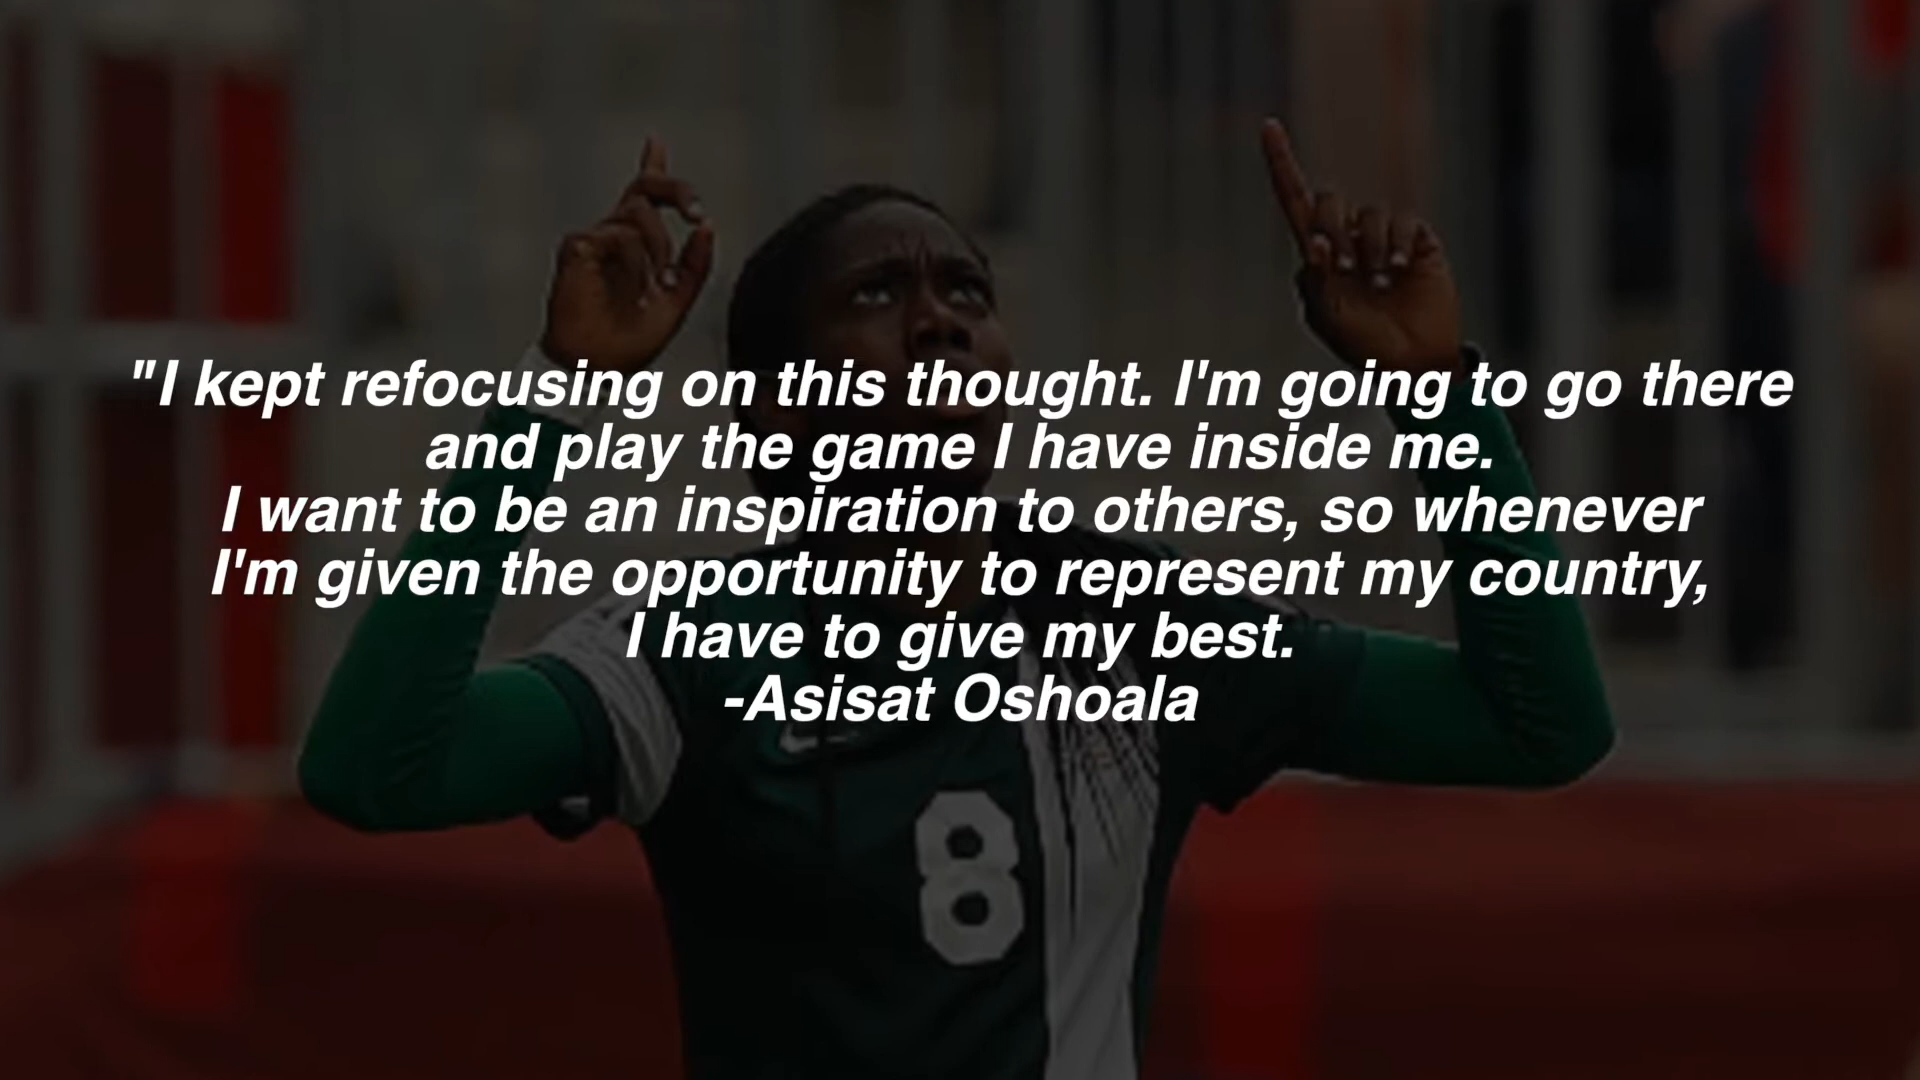 "I kept refocusing on this thought. I'm going to go there
and play the game I have inside me.
I want to be an inspiration to others, so whenever
I'm given the opportunity to represent my country,
I have to give my best.
-Asisat Oshoala
8